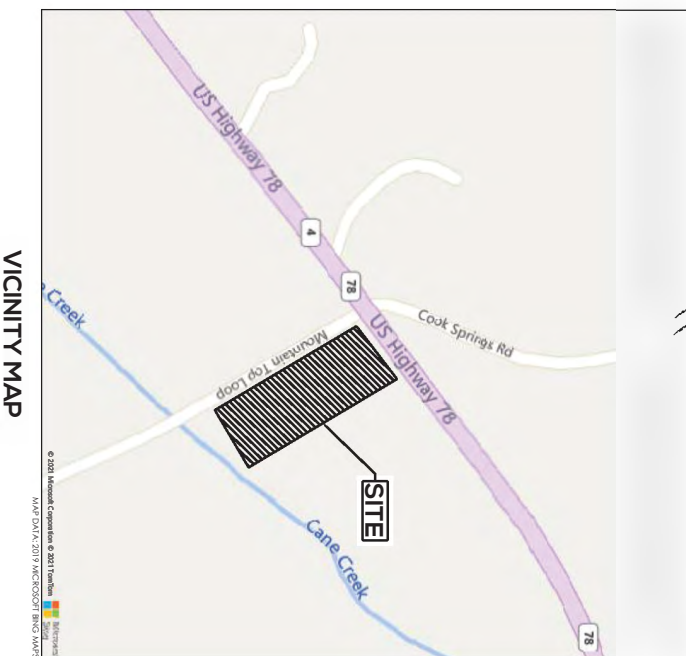 US Highway 78
4
78
Cook Springs Rd
US Highway 78
Mountain Top Loop
SITE
Creek
Cane Creek
78
VICINITY MAP
© 2021 Microsoft Corporation © 2021 TomTom
Microsoft
MAP DATA: 2019 MICROSOFT BING MAPS